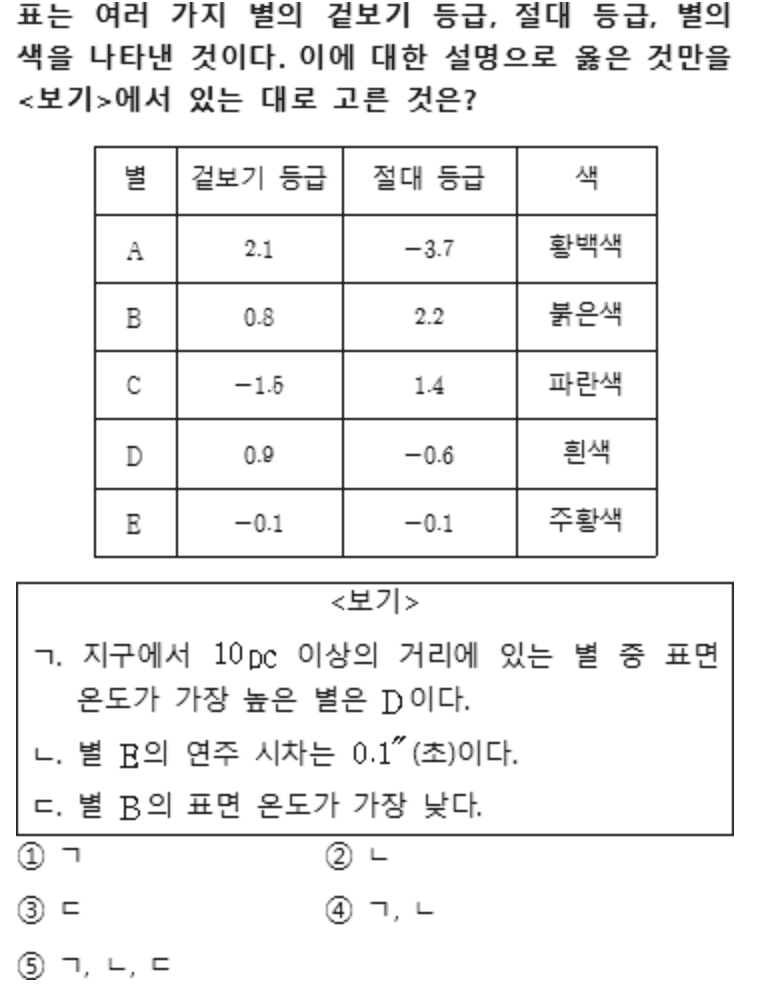 표는 여러 가지 별의 겉보기 등급, 절대 등급, 별의
색을 나타낸 것이다. 이에 대한 설명으로 옳은 것만을
<보기>에서 있는 대로 고른 것은?
별 겉보기 등급 절대 등급 색
A 2.1 −3.7 황백색
B 0.8 2.2 붉은색
C −1.5 1.4 파란색
D 0.9 −0.6 흰색
E −0.1 −0.1 주황색
<보기>
ㄱ. 지구에서 10pc 이상의 거리에 있는 별 중 표면
온도가 가장 높은 별은 D이다.
ㄴ. 별 E의 연주 시차는 0.1″(초)이다.
ㄷ. 별 B의 표면 온도가 가장 낮다.
① ㄱ ② ㄴ
③ ㄷ ④ ㄱ, ㄴ
⑤ ㄱ, ㄴ, ㄷ